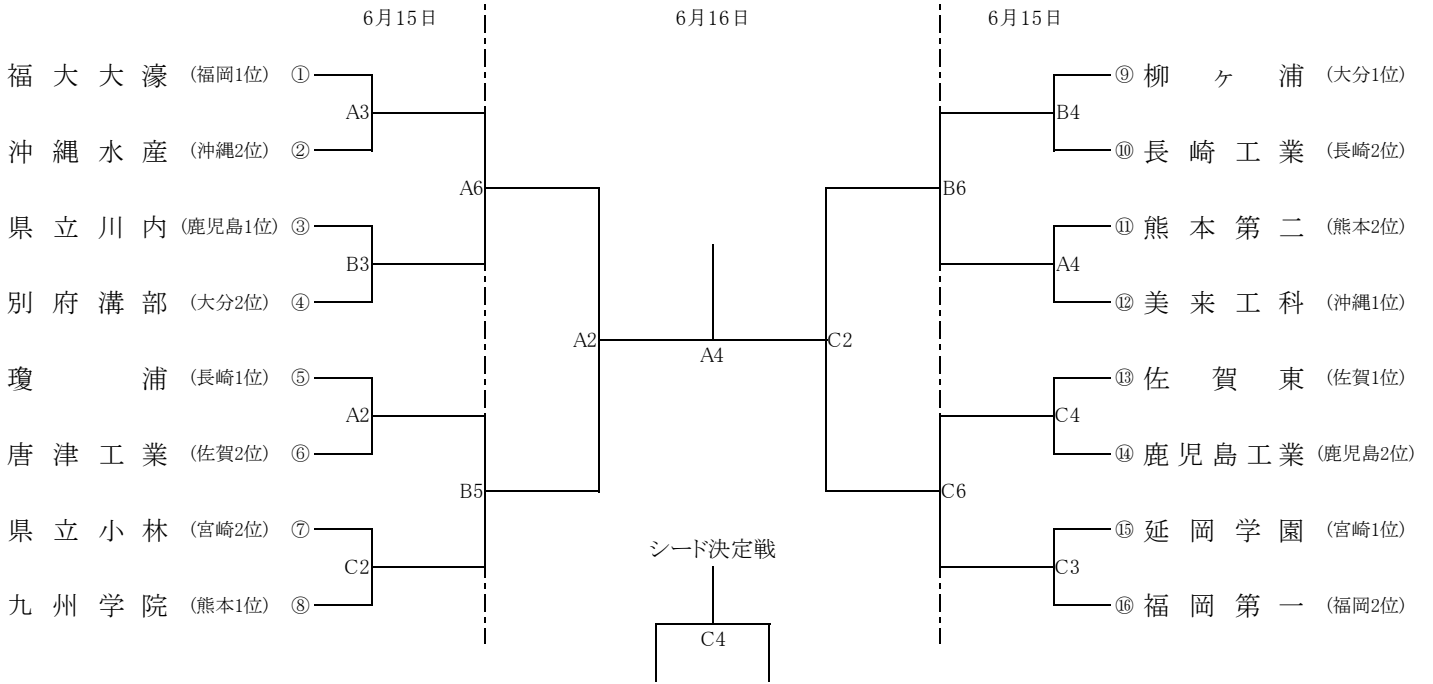 6月15日 6月16日 6月15日
福大大濠 (福岡1位) ① ⑨ 柳ヶ浦 (大分1位)
A3 B4
沖縄水産 (沖縄2位) ② ⑩ 長崎工業 (長崎2位)
A6 B6
県立川内 (鹿児島1位) ③ ⑪ 熊本第二 (熊本2位)
B3 A4
別府溝部 (大分2位) ④ ⑫ 美来工科 (沖縄1位)
A2 C2
A4
瓊浦 (長崎1位) ⑤ ⑬ 佐賀東 (佐賀1位)
A2 C4
唐津工業 (佐賀2位) ⑥ ⑭ 鹿児島工業 (鹿児島2位)
B5 C6
県立小林 (宮崎2位) ⑦ ⑮ 延岡学園 (宮崎1位)
シード決定戦
C2 C3
九州学院 (熊本1位) ⑧ ⑯ 福岡第一 (福岡2位)
C4